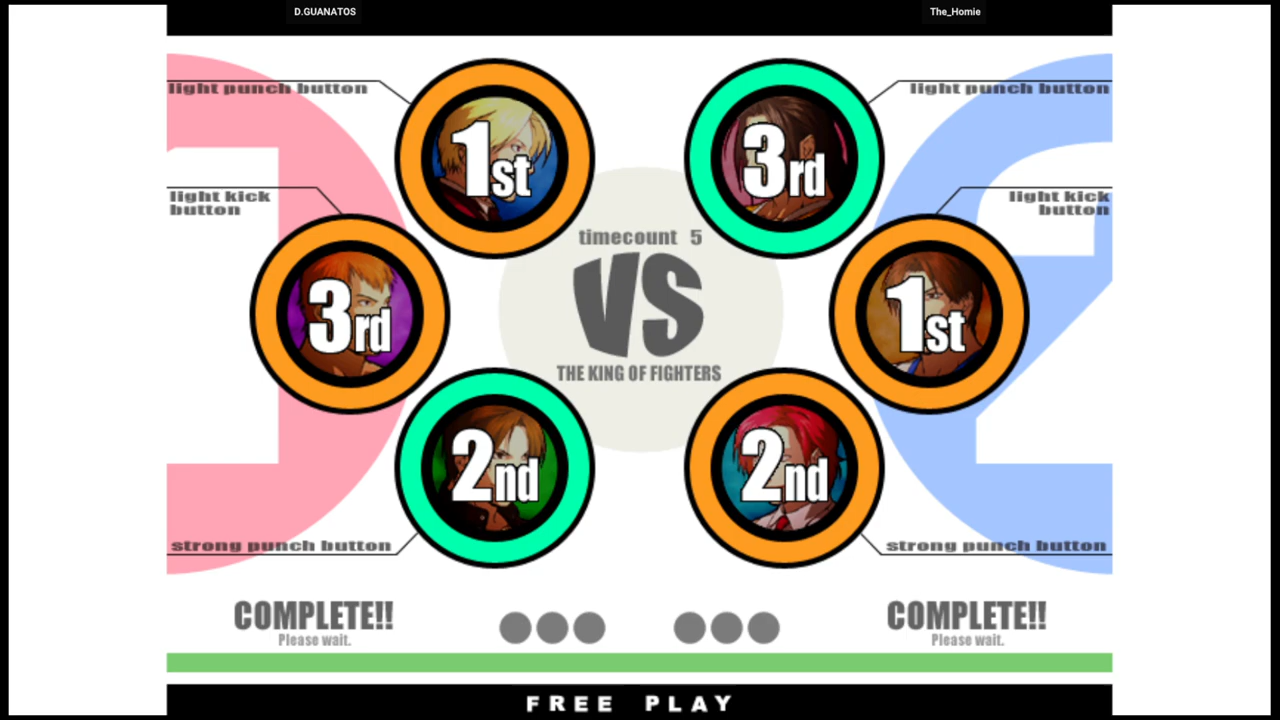 D.GUANATOS
The_Homie
light punch button
light punch button
1st
3rd
light kick
button
light kick
button
timecount 5
VS
THE KING OF FIGHTERS
3rd
1st
2nd
2nd
strong punch button
strong punch button
COMPLETE!!
Please wait.
COMPLETE!!
Please wait.
FREE PLAY